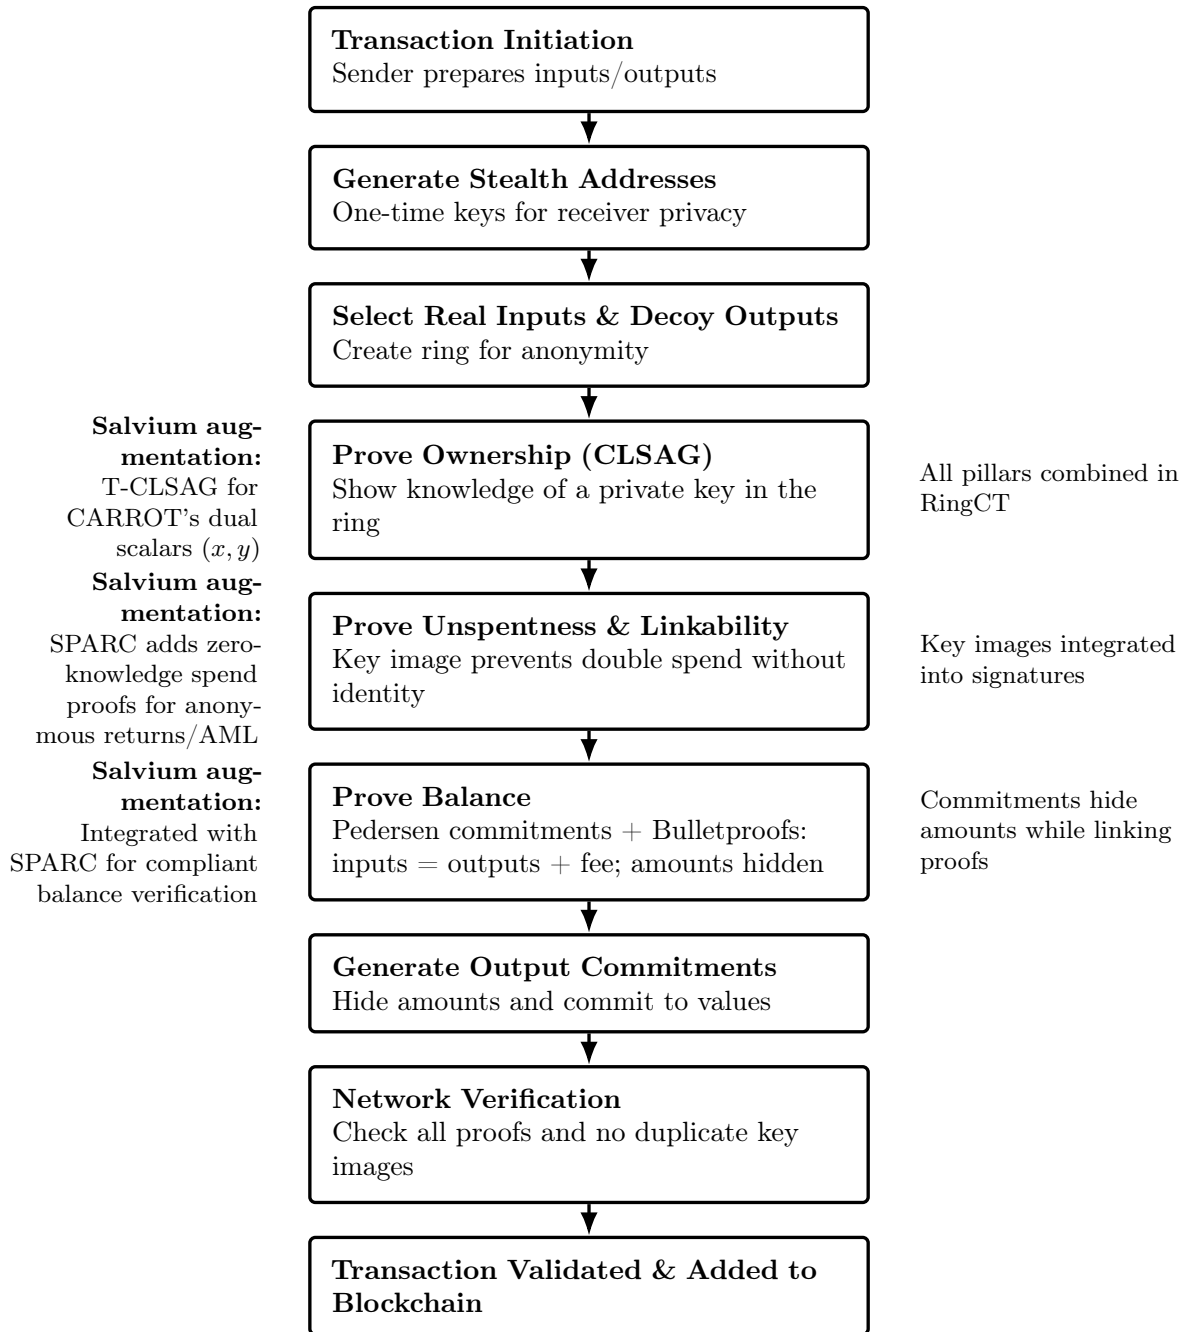 Transaction Initiation
Sender prepares inputs/outputs
Generate Stealth Addresses
One-time keys for receiver privacy
Select Real Inputs & Decoy Outputs
Create ring for anonymity
Salvium aug-
mentation:
T-CLSAG for
CARROT's dual
scalars (x, y)
Prove Ownership (CLSAG)
Show knowledge of a private key in the
ring
All pillars combined in
RingCT
Salvium aug-
mentation:
SPARC adds zero-
knowledge spend
proofs for anony-
mous returns/AML
Prove Unspentness & Linkability
Key image prevents double spend without
identity
Key images integrated
into signatures
Salvium aug-
mentation:
Integrated with
SPARC for compliant
balance verification
Prove Balance
Pedersen commitments + Bulletproofs:
inputs = outputs + fee; amounts hidden
Commitments hide
amounts while linking
proofs
Generate Output Commitments
Hide amounts and commit to values
Network Verification
Check all proofs and no duplicate key
images
Transaction Validated & Added to
Blockchain